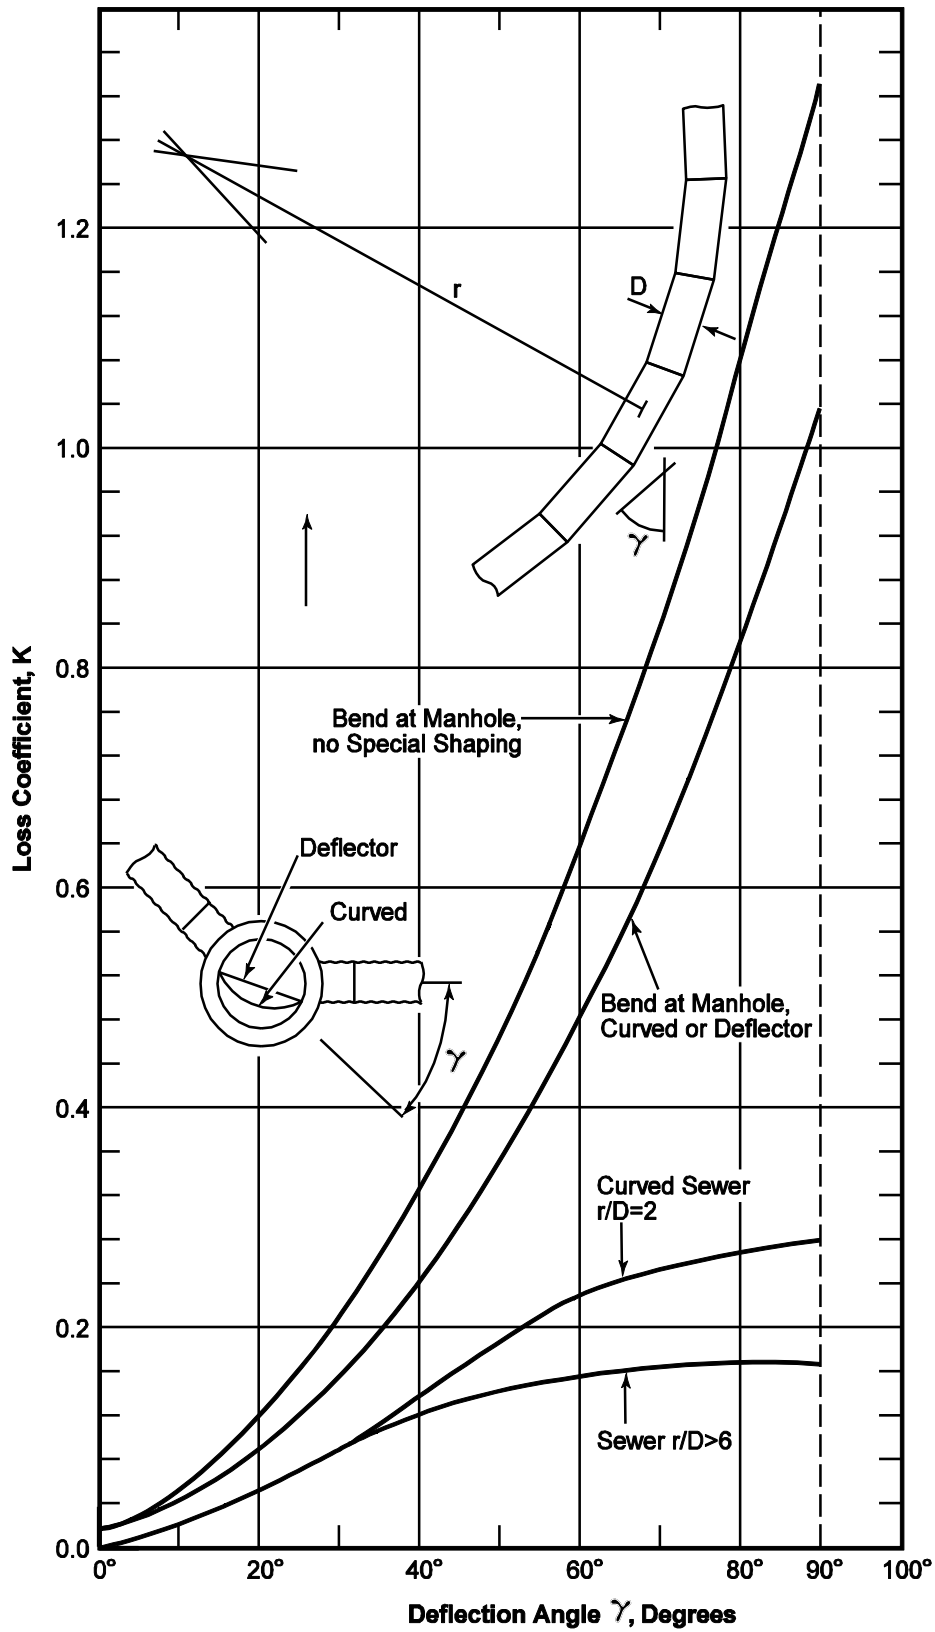 1.2
r
D
1.0
γ
Loss Coefficient, K
0.8
Bend at Manhole,
no Special Shaping
Deflector
0.6
Curved
Bend at Manhole,
Curved or Deflector
γ
0.4
Curved Sewer
r/D=2
0.2
Sewer r/D>6
0.0
0° 20° 40° 60° 80° 90° 100°
Deflection Angle γ, Degrees